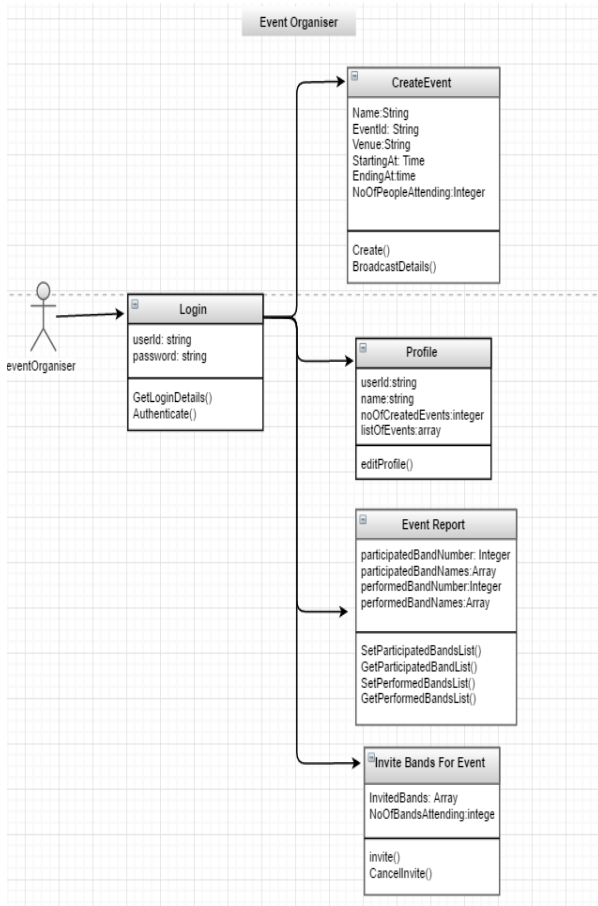 Event Organiser
CreateEvent
Name:String
EventId: String
Venue:String
StartingAt: Time
EndingAt:time
NoOfPeopleAttending:Integer
Create()
BroadcastDetails()
eventOrganiser
Login
userId: string
password: string
GetLoginDetails()
Authenticate()
Profile
userId:string
name:string
noOfCreatedEvents:integer
listOfEvents:array
editProfile()
Event Report
participatedBandNumber: Integer
participatedBandNames:Array
performedBandNumber:Integer
performedBandNames:Array
SetParticipatedBandsList()
GetParticipatedBandList()
SetPerformedBandsList()
GetPerformedBandsList()
Invite Bands For Event
InvitedBands: Array
NoOfBandsAttending:intege
invite()
CancelInvite()